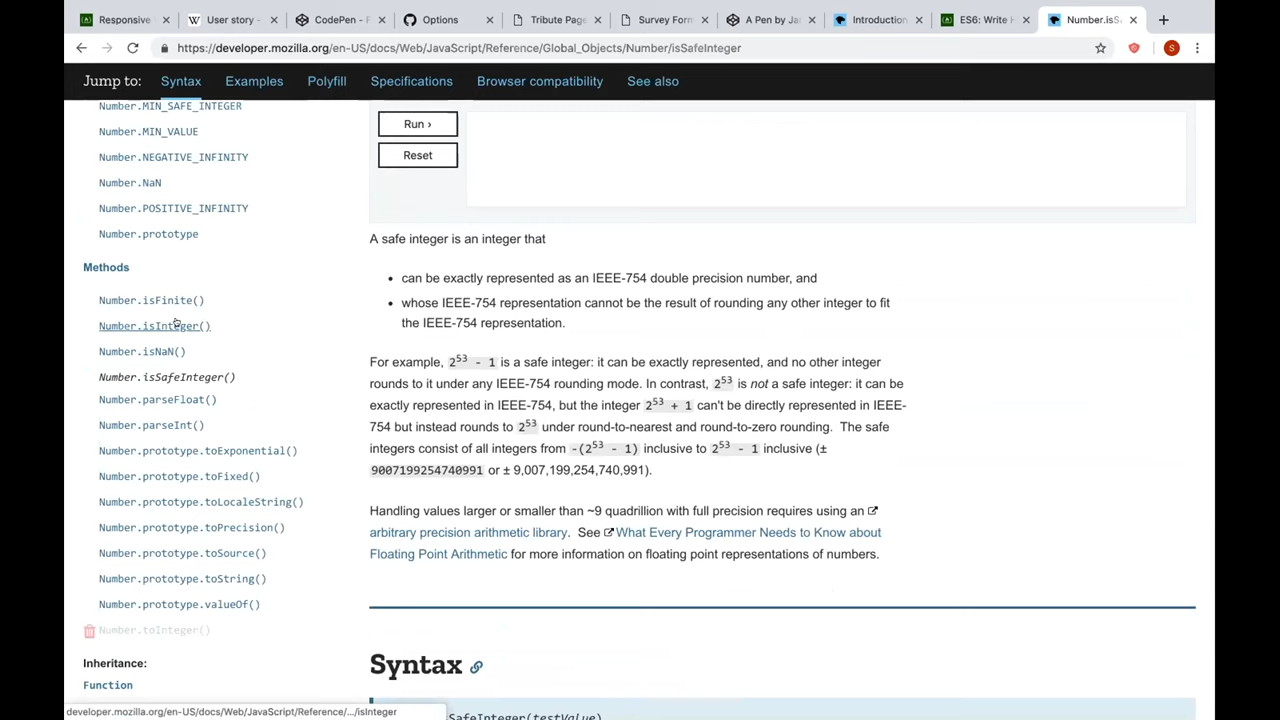 Responsive
User story -
CodePen - F
Options
Tribute Page
Survey Form
A Pen by Ja
Introduction
ES6: Write H
Number.isS
https://developer.mozilla.org/en-US/docs/Web/JavaScript/Reference/Global_Objects/Number/isSafeInteger
S
Jump to: Syntax Examples Polyfill Specifications Browser compatibility See also
Number.MIN_SAFE_INTEGER
Number.MIN_VALUE
Number.NEGATIVE_INFINITY
Number.NaN
Number.POSITIVE_INFINITY
Number.prototype
Methods
Number.isFinite()
Number.isInteger()
Number.isNaN()
Number.isSafeInteger()
Number.parseFloat()
Number.parseInt()
Number.prototype.toExponential()
Number.prototype.toFixed()
Number.prototype.toLocaleString()
Number.prototype.toPrecision()
Number.prototype.toSource()
Number.prototype.toString()
Number.prototype.valueOf()
Number.toInteger()
Inheritance:
Function
Run ›
Reset
A safe integer is an integer that
• can be exactly represented as an IEEE-754 double precision number, and
• whose IEEE-754 representation cannot be the result of rounding any other integer to fit
the IEEE-754 representation.
For example, 2⁵³ - 1 is a safe integer: it can be exactly represented, and no other integer
rounds to it under any IEEE-754 rounding mode. In contrast, 2⁵³ is not a safe integer: it can be
exactly represented in IEEE-754, but the integer 2⁵³ + 1 can't be directly represented in IEEE-
754 but instead rounds to 2⁵³ under round-to-nearest and round-to-zero rounding. The safe
integers consist of all integers from -(2⁵³ - 1) inclusive to 2⁵³ - 1 inclusive (±
9007199254740991 or ± 9,007,199,254,740,991).
Handling values larger or smaller than ~9 quadrillion with full precision requires using an
arbitrary precision arithmetic library. See What Every Programmer Needs to Know about
Floating Point Arithmetic for more information on floating point representations of numbers.
Syntax
SafeInteger(testValue)
developer.mozilla.org/en-US/docs/Web/JavaScript/Reference/.../isInteger